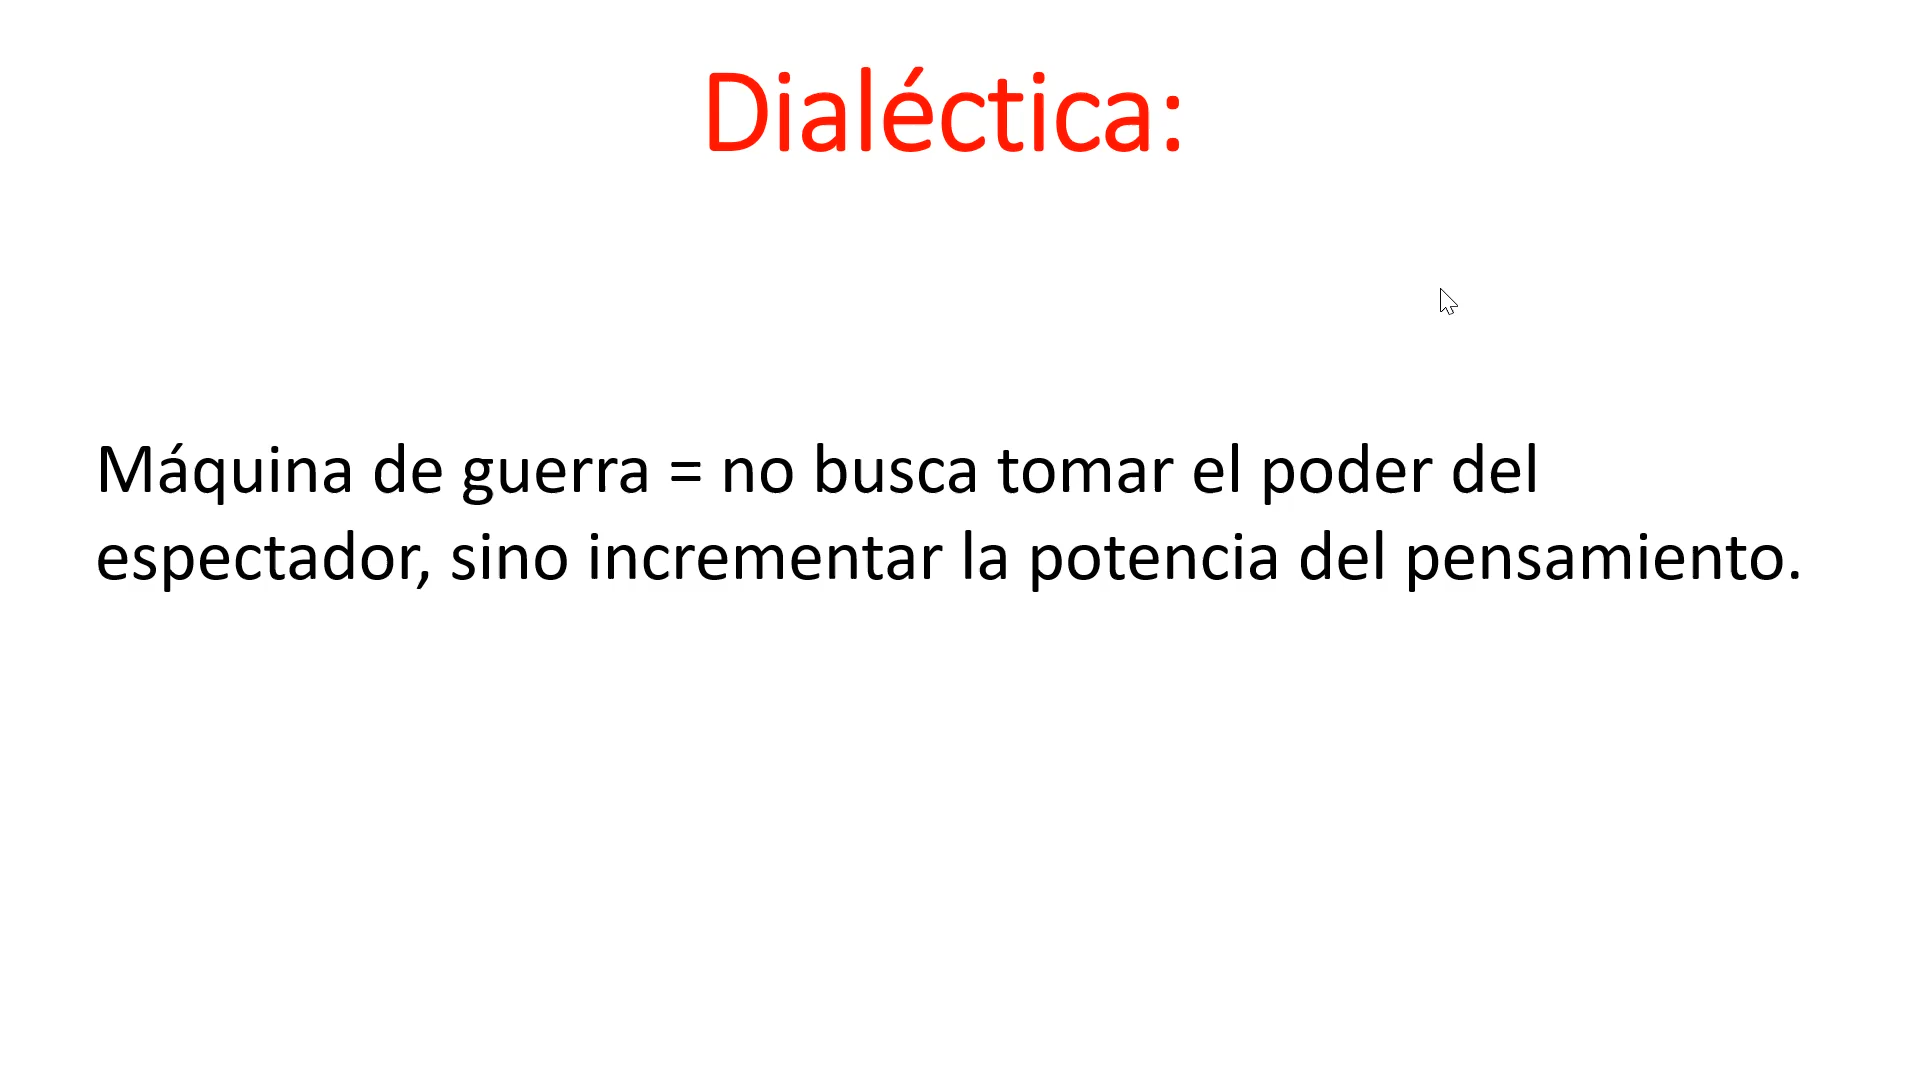 Dialéctica:
Máquina de guerra = no busca tomar el poder del
espectador, sino incrementar la potencia del pensamiento.